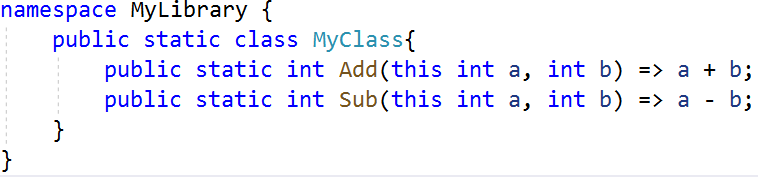 namespace MyLibrary {
    public static class MyClass{
        public static int Add(this int a, int b) => a + b;
        public static int Sub(this int a, int b) => a - b;
    }
}